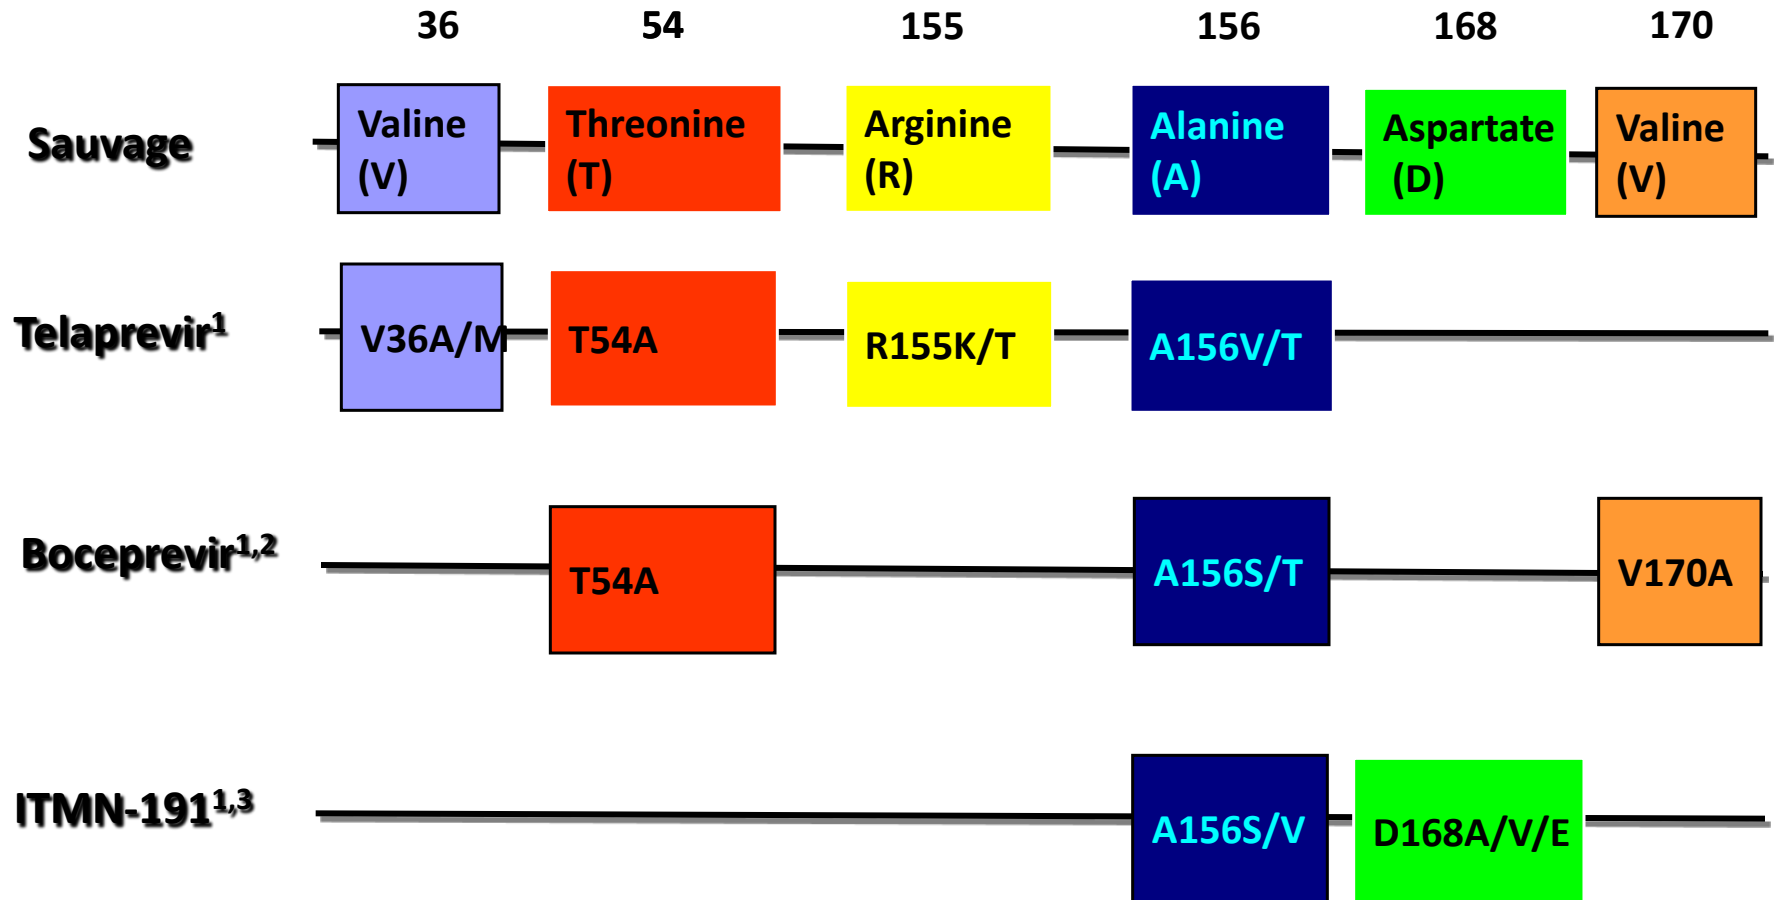 36 54 155 156 168 170
Sauvage
Valine
(V)
Threonine
(T)
Arginine
(R)
Alanine
(A)
Aspartate
(D)
Valine
(V)
Telaprevir1
V36A/M
T54A
R155K/T
A156V/T
Boceprevir1,2
T54A
A156S/T
V170A
ITMN-1911,3
A156S/V
D168A/V/E